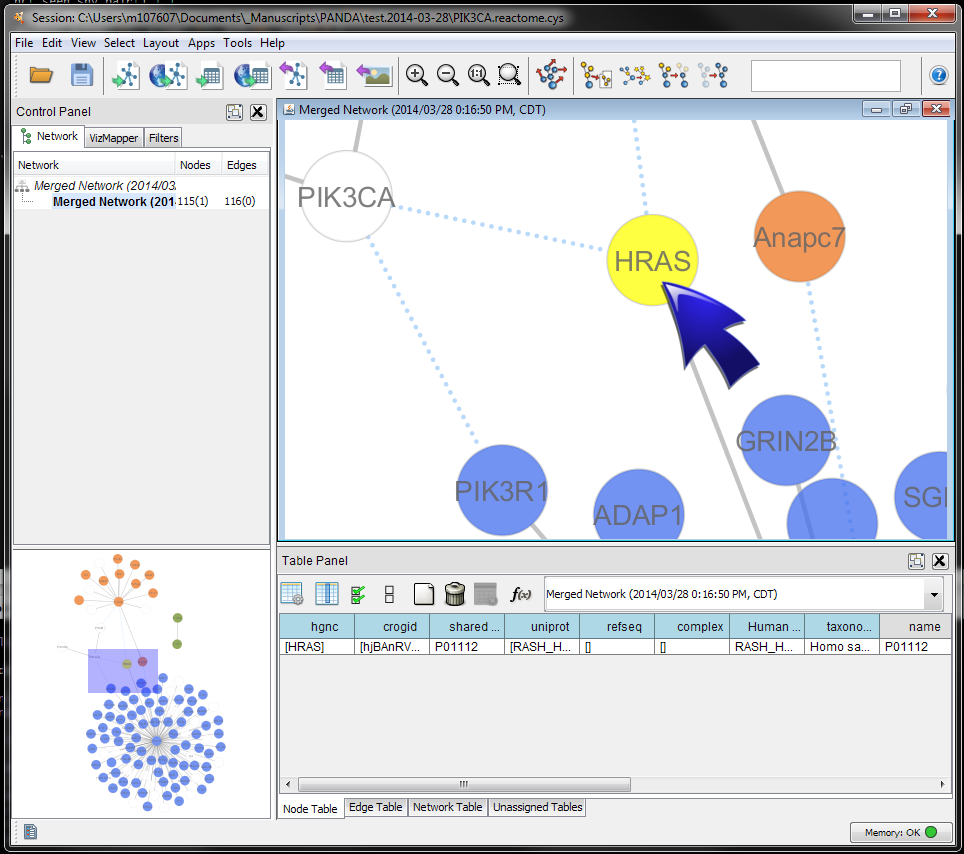 Session: C:\Users\m107607\Documents\_Manuscripts\PANDA\test.2014-03-28\PIK3CA.reactome.cys
File Edit View Select Layout Apps Tools Help
Control Panel
Network VizMapper Filters
Network Nodes Edges
Merged Network (2014/03
Merged Network (201 115(1) 116(0)
Merged Network (2014/03/28 0:16:50 PM, CDT)
PIK3CA
HRAS
Anapc7
GRIN2B
PIK3R1
ADAP1
SGI
Table Panel
f(x) Merged Network (2014/03/28 0:16:50 PM, CDT)
hgnc crogid shared ... uniprot refseq complex Human ... taxono... name
[HRAS] [hjBAnRV... P01112 [RASH_H... [] [] RASH_H... Homo sa... P01112
Node Table Edge Table Network Table Unassigned Tables
Memory: OK